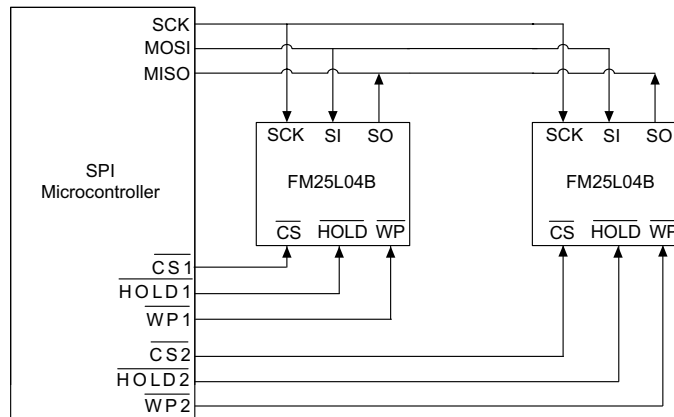 SCK
MOSI
MISO
SPI
Microcontroller
CS1
HOLD1
WP1
CS2
HOLD2
WP2
SCK SI SO
FM25L04B
CS HOLD WP
SCK SI SO
FM25L04B
CS HOLD WP